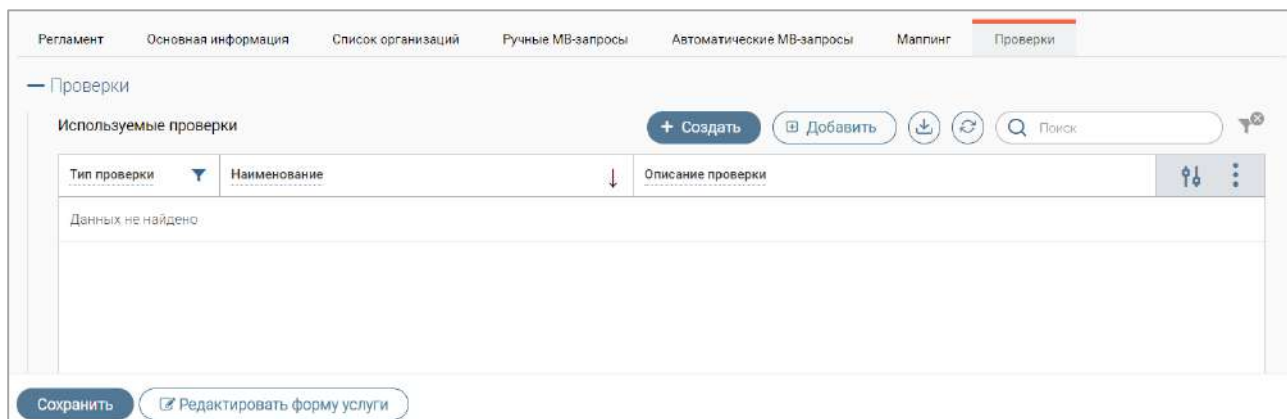 Регламент Основная информация Список организаций Ручные МВ-запросы Автоматические МВ-запросы Маппинг Проверки
Проверки
Используемые проверки + Создать Добавить Поиск
Тип проверки Наименование Описание проверки
Данных не найдено
Сохранить Редактировать форму услуги